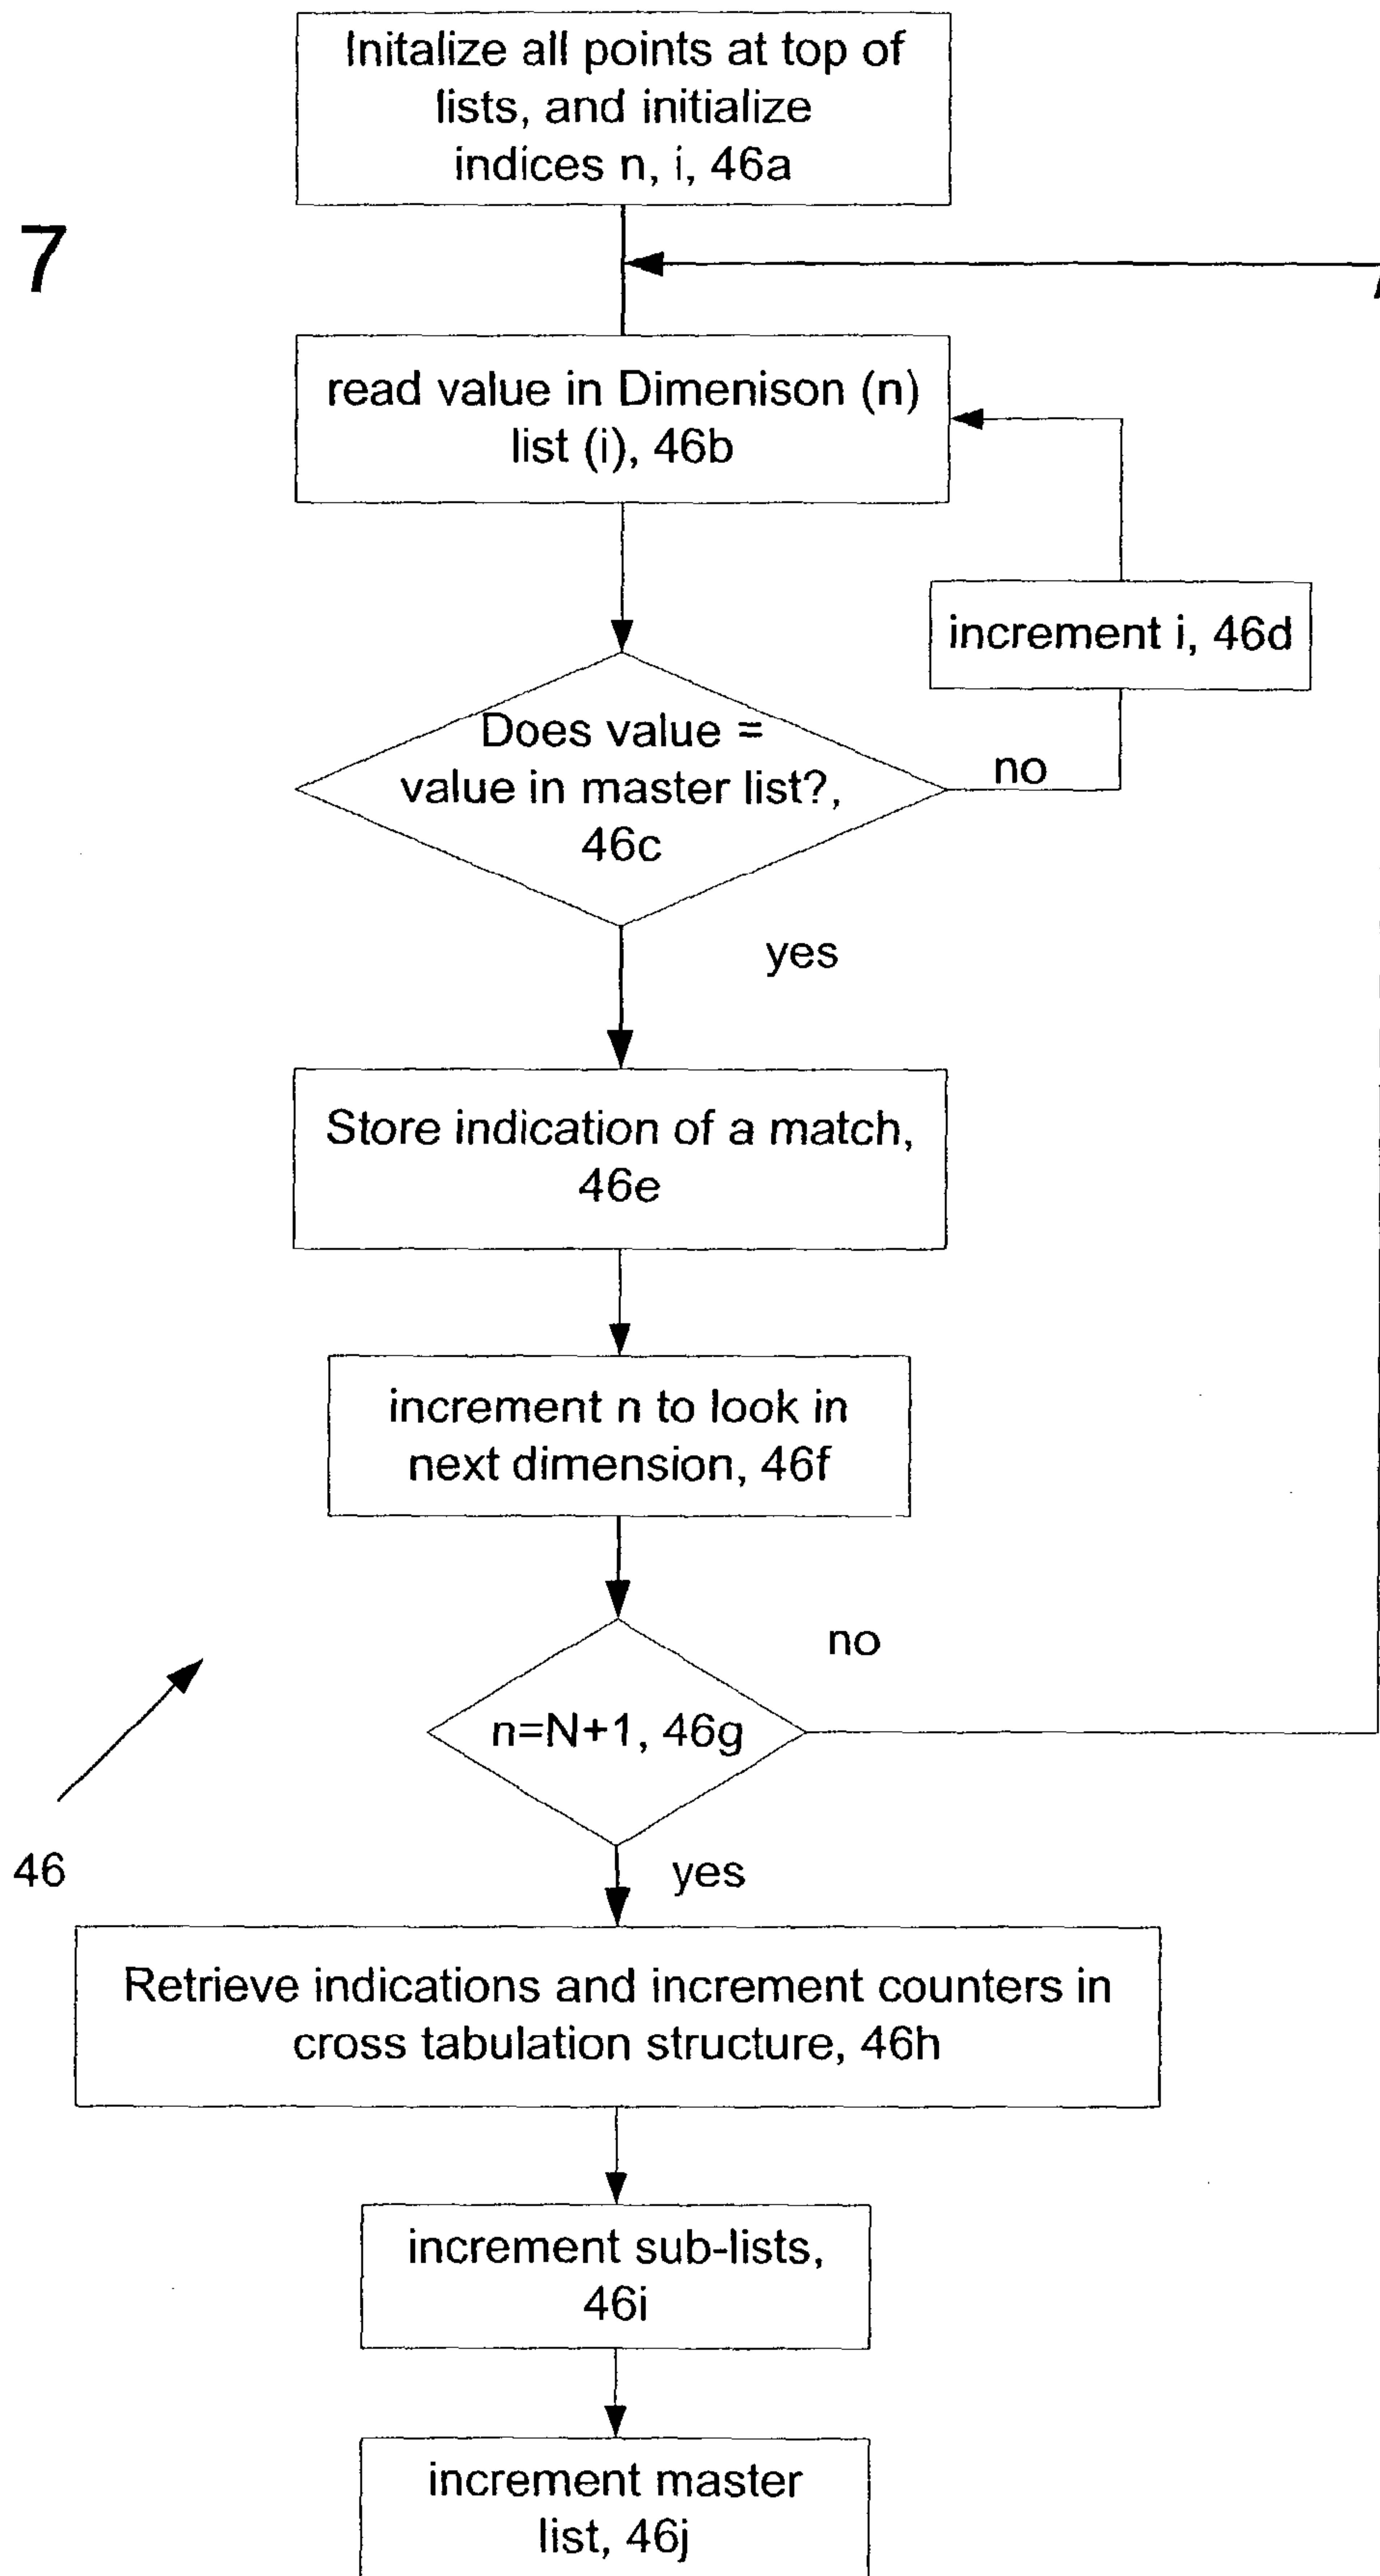 Initalize all points at top of
lists, and initialize
indices n, i, 46a
7
read value in Dimenison (n)
list (i), 46b
increment i, 46d
Does value =
value in master list?,
46c
no
yes
Store indication of a match,
46e
increment n to look in
next dimension, 46f
no
n=N+1, 46g
46
yes
Retrieve indications and increment counters in
cross tabulation structure, 46h
increment sub-lists,
46i
increment master
list, 46j